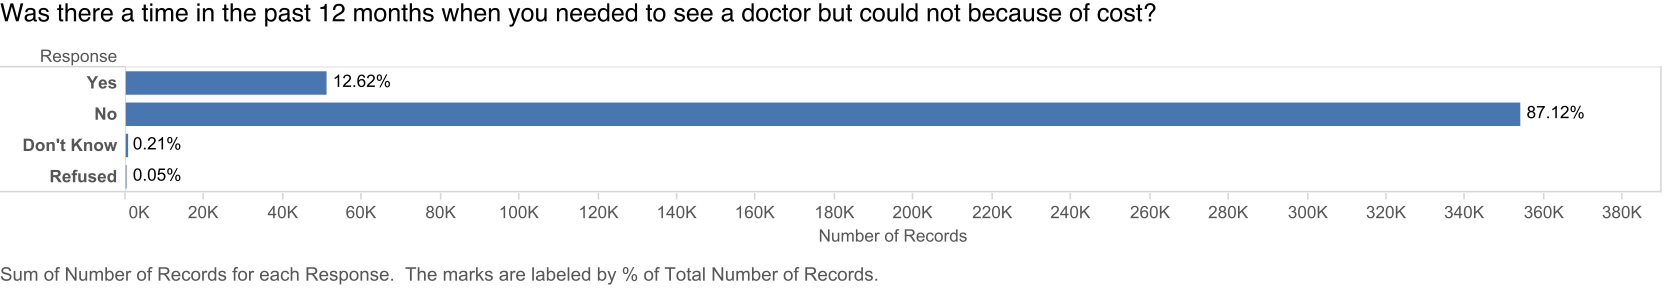 Was there a time in the past 12 months when you needed to see a doctor but could not because of cost?
Response
Yes 12.62%
No 87.12%
Don't Know 0.21%
Refused 0.05%
0K 20K 40K 60K 80K 100K 120K 140K 160K 180K 200K 220K 240K 260K 280K 300K 320K 340K 360K 380K
Number of Records
Sum of Number of Records for each Response.  The marks are labeled by % of Total Number of Records.